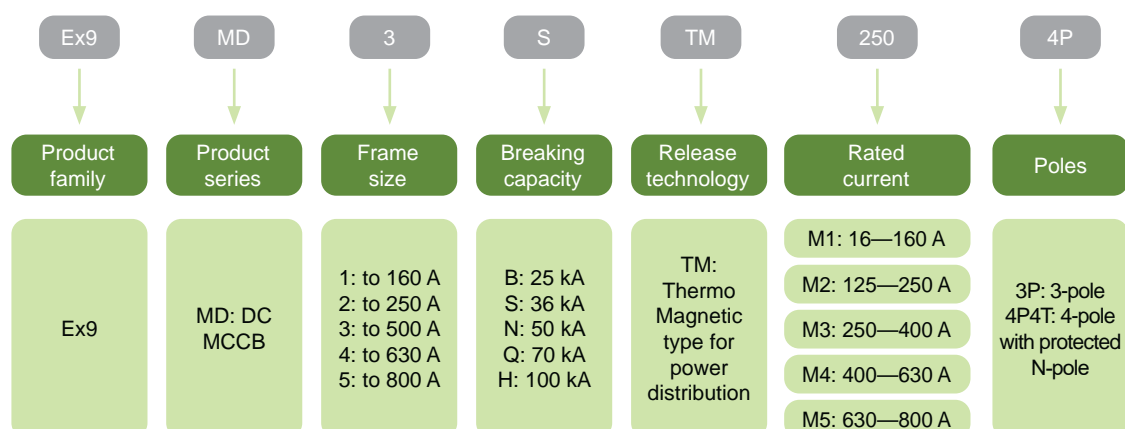 Ex9
MD
3
S
TM
250
4P
Product
family
Product
series
Frame
size
Breaking
capacity
Release
technology
Rated
current
Poles
Ex9
MD: DC
MCCB
1: to 160 A
2: to 250 A
3: to 500 A
4: to 630 A
5: to 800 A
B: 25 kA
S: 36 kA
N: 50 kA
Q: 70 kA
H: 100 kA
TM:
Thermo
Magnetic
type for
power
distribution
M1: 16—160 A
M2: 125—250 A
M3: 250—400 A
M4: 400—630 A
M5: 630—800 A
3P: 3-pole
4P4T: 4-pole
with protected
N-pole